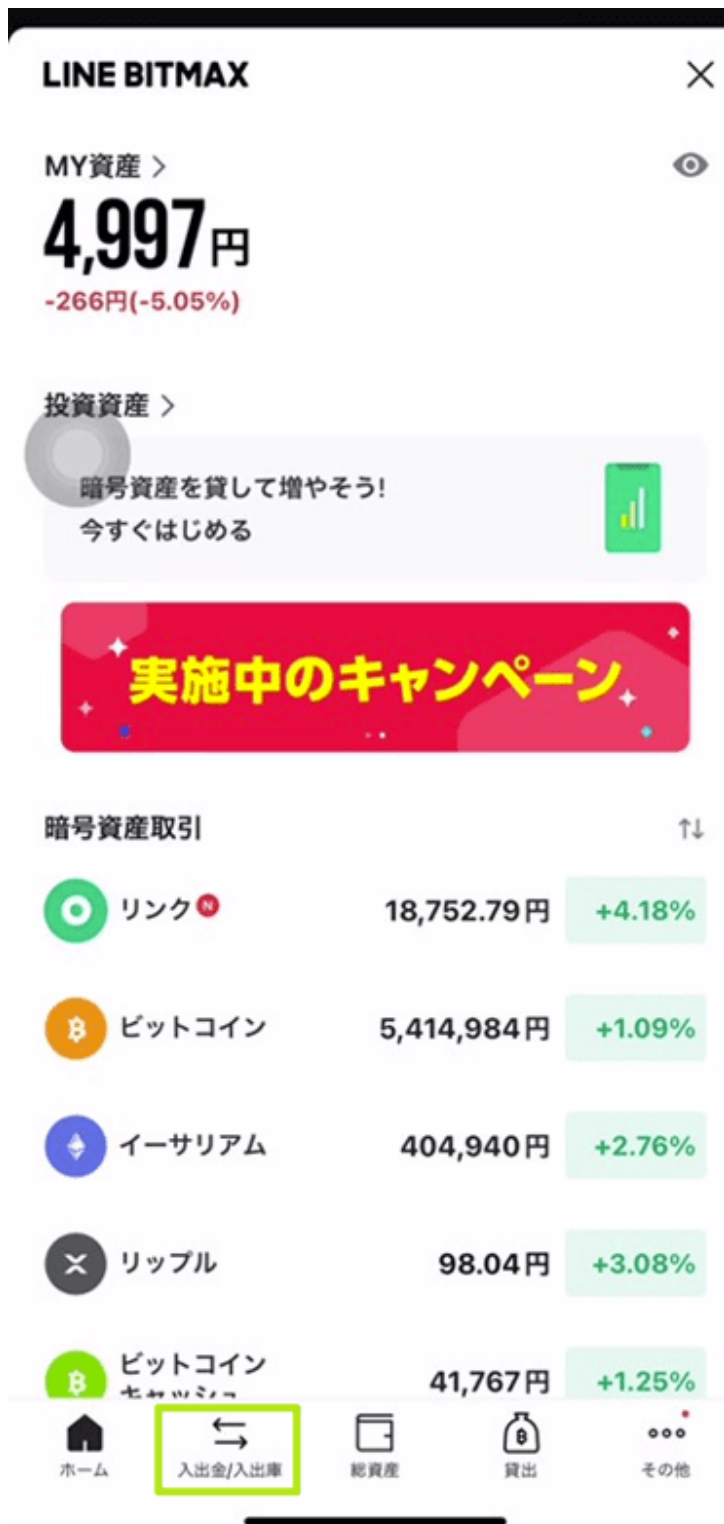 LINE BITMAX
MY資産
4,997円
-266円(-5.05%)
投資資産
暗号資産を貸して増やそう!
今すぐはじめる
実施中のキャンペーン
暗号資産取引
リンク N 18,752.79円 +4.18%
ビットコイン 5,414,984円 +1.09%
イーサリアム 404,940円 +2.76%
リップル 98.04円 +3.08%
ビットコイン
キャッシュ 41,767円 +1.25%
ホーム 入出金/入出庫 総資産 貸出 その他